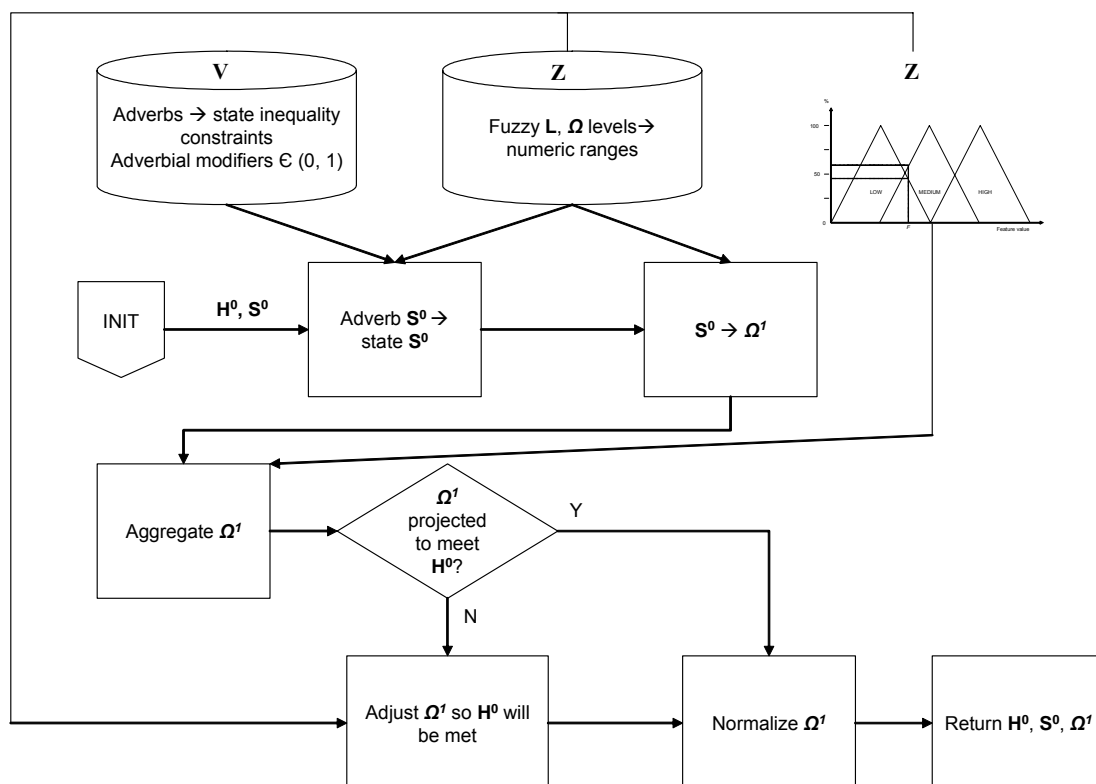 V
Adverbs → state inequality
constraints
Adverbial modifiers Є (0, 1)
Z
Fuzzy L, Ω levels→
numeric ranges
Z
%
100
50
0
LOW
MEDIUM
HIGH
F
Feature value
INIT
H⁰, S⁰
Adverb S⁰ →
state S⁰
S⁰ → Ω¹
Aggregate Ω¹
Ω¹
projected
to meet
H⁰?
Y
N
Adjust Ω¹ so H⁰ will
be met
Normalize Ω¹
Return H⁰, S⁰, Ω¹